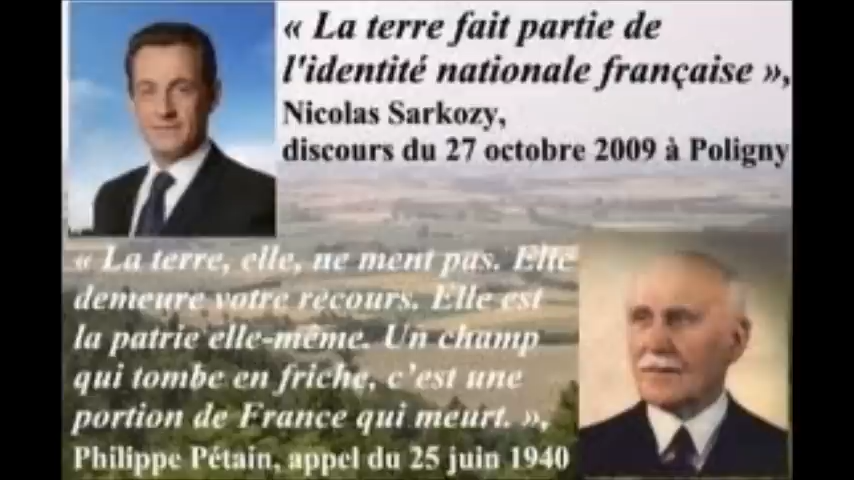 « La terre fait partie de
l'identité nationale française »,
Nicolas Sarkozy,
discours du 27 octobre 2009 à Poligny
« La terre, elle, ne ment pas. Elle
demeure votre recours. Elle est
la patrie elle-même. Un champ
qui tombe en friche, c’est une
portion de France qui meurt. »,
Philippe Pétain, appel du 25 juin 1940